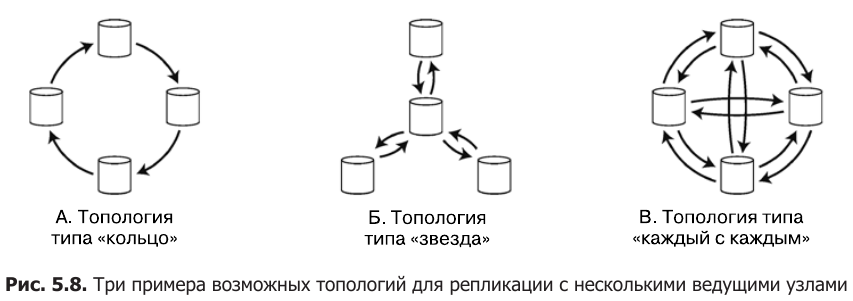 А. Топология
типа «кольцо»
Б. Топология
типа «звезда»
В. Топология типа
«каждый с каждым»
Рис. 5.8. Три примера возможных топологий для репликации с несколькими ведущими узлами